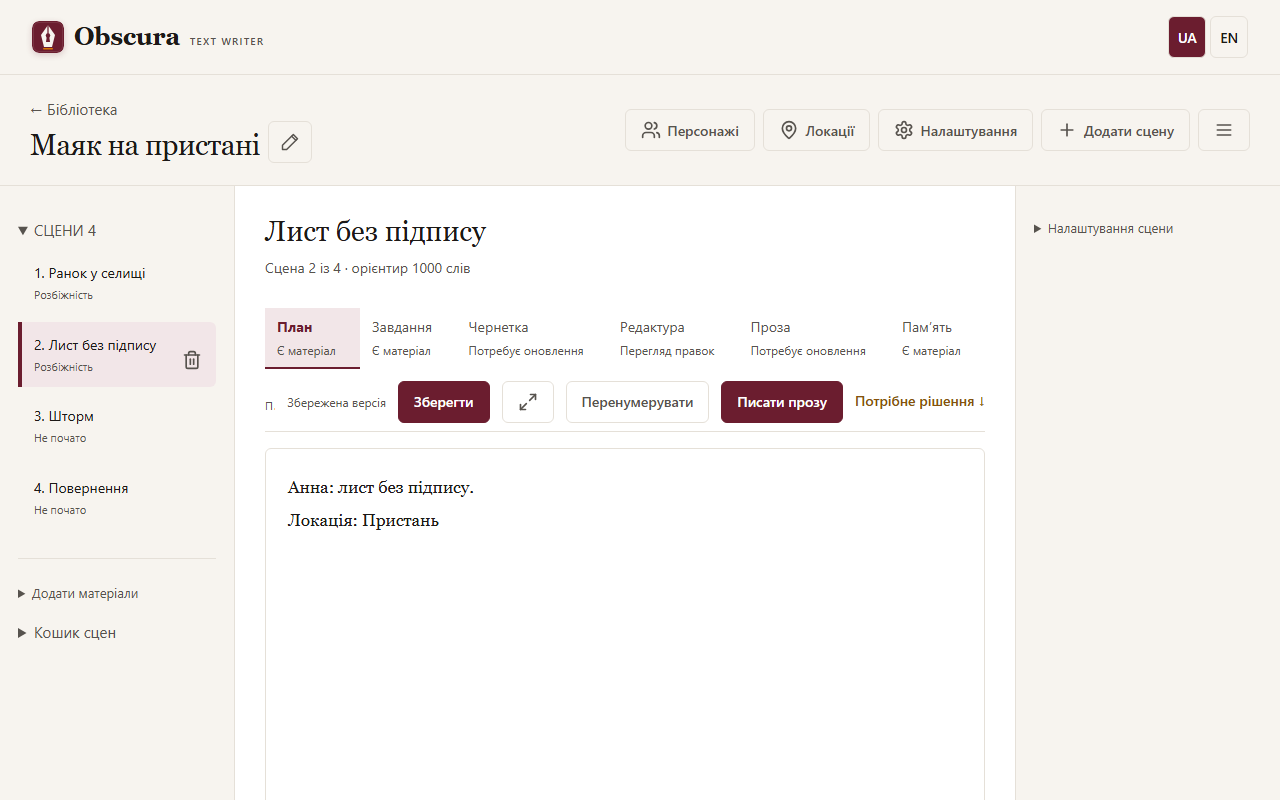 Obscura TEXT WRITER
UA EN
← Бібліотека
Маяк на пристані
Персонажі
Локації
Налаштування
Додати сцену
▼ СЦЕНИ 4
1. Ранок у селищі
Розбіжність
2. Лист без підпису
Розбіжність
3. Шторм
Не почато
4. Повернення
Не почато
▶ Додати матеріали
▶ Кошик сцен
Лист без підпису
Сцена 2 із 4 · орієнтир 1000 слів
План
Є матеріал
Завдання
Є матеріал
Чернетка
Потребує оновлення
Редактура
Перегляд правок
Проза
Потребує оновлення
Пам’ять
Є матеріал
П. Збережена версія Зберегти Перенумерувати Писати прозу Потрібне рішення ↓
Анна: лист без підпису.
Локація: Пристань
▶ Налаштування сцени